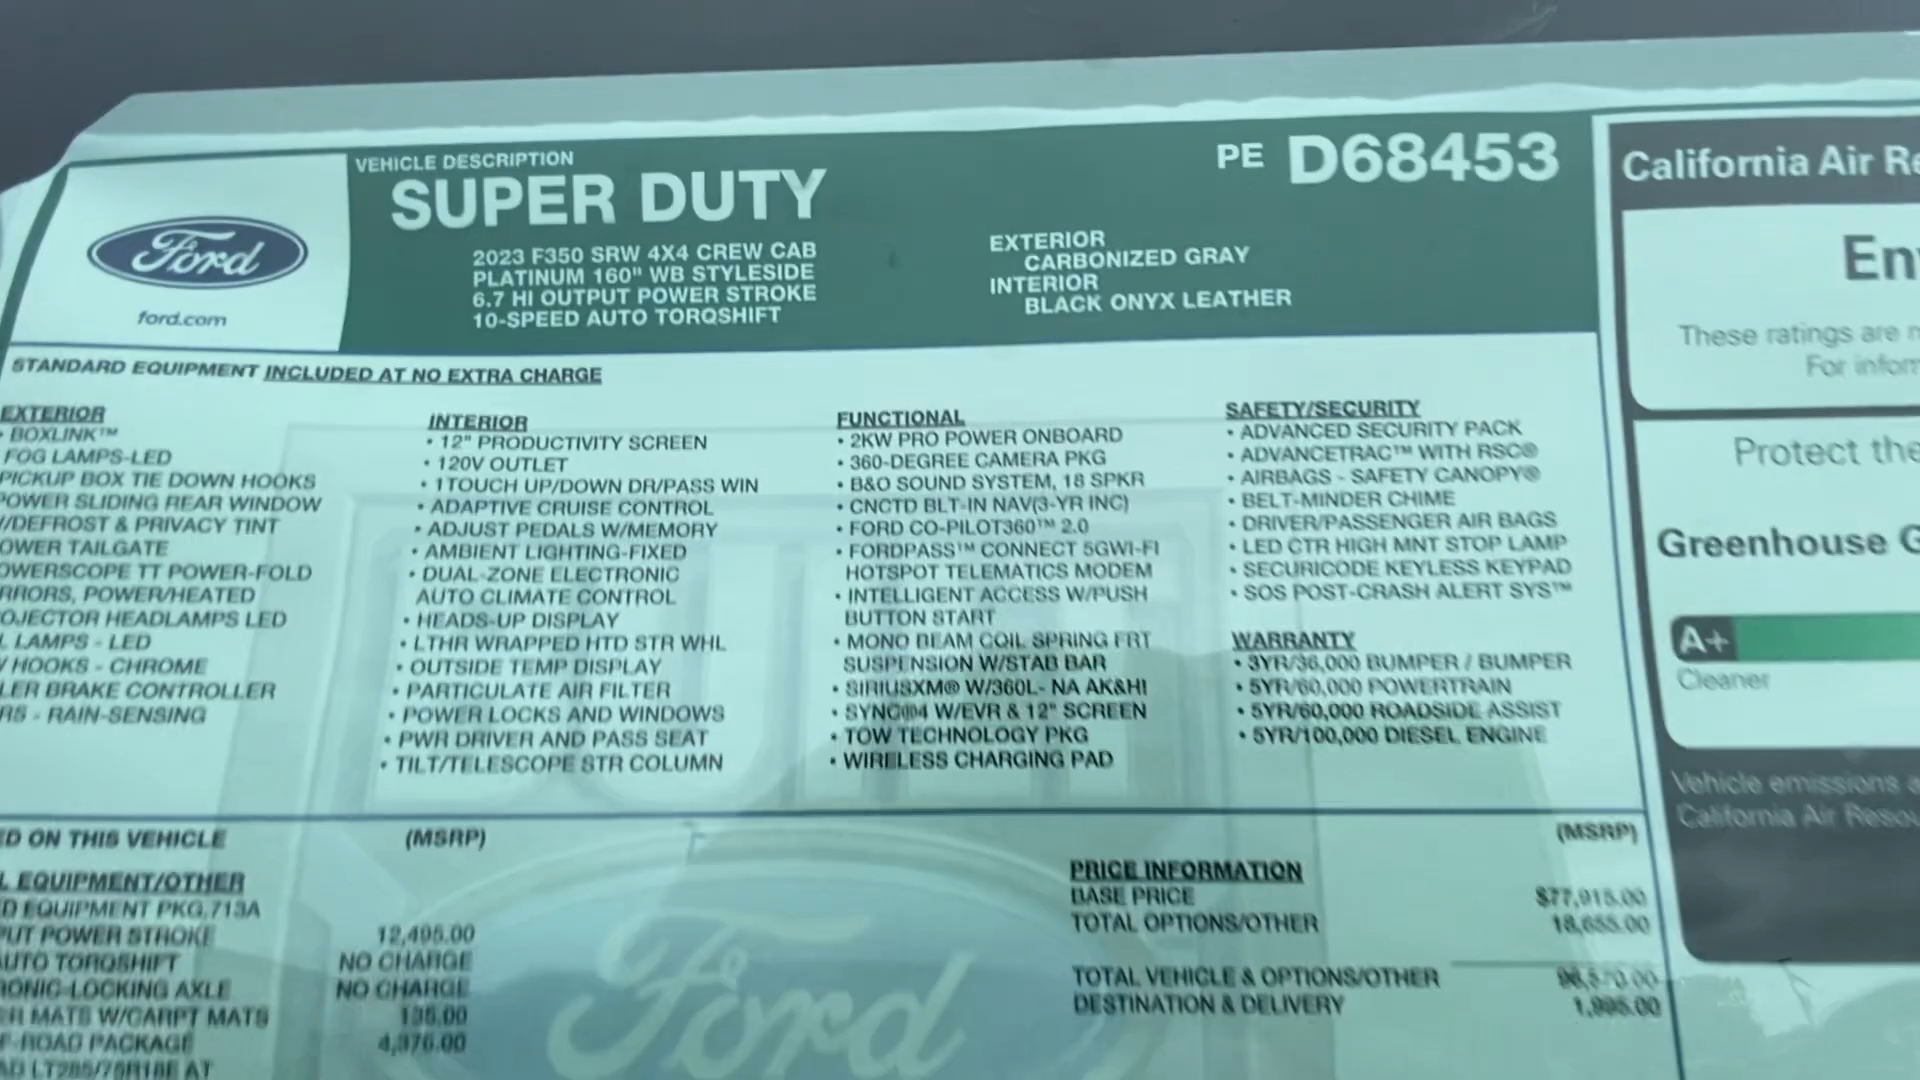 VEHICLE DESCRIPTION
SUPER DUTY
PE D68453
2023 F350 SRW 4X4 CREW CAB
PLATINUM 160" WB STYLESIDE
6.7 HI OUTPUT POWER STROKE
10-SPEED AUTO TORQSHIFT
EXTERIOR
CARBONIZED GRAY
INTERIOR
BLACK ONYX LEATHER
Ford
ford.com
STANDARD EQUIPMENT INCLUDED AT NO EXTRA CHARGE
EXTERIOR
• BOXLINK™
FOG LAMPS-LED
PICKUP BOX TIE DOWN HOOKS
POWER SLIDING REAR WINDOW
W/DEFROST & PRIVACY TINT
OWER TAILGATE
OWERSCOPE TT POWER-FOLD
RRORS, POWER/HEATED
OJECTOR HEADLAMPS LED
L LAMPS - LED
HOOKS - CHROME
LER BRAKE CONTROLLER
RS - RAIN-SENSING
INTERIOR
• 12" PRODUCTIVITY SCREEN
• 120V OUTLET
• 1TOUCH UP/DOWN DR/PASS WIN
• ADAPTIVE CRUISE CONTROL
• ADJUST PEDALS W/MEMORY
• AMBIENT LIGHTING-FIXED
• DUAL-ZONE ELECTRONIC
AUTO CLIMATE CONTROL
• HEADS-UP DISPLAY
• LTHR WRAPPED HTD STR WHL
• OUTSIDE TEMP DISPLAY
• PARTICULATE AIR FILTER
• POWER LOCKS AND WINDOWS
• PWR DRIVER AND PASS SEAT
• TILT/TELESCOPE STR COLUMN
FUNCTIONAL
• 2KW PRO POWER ONBOARD
• 360-DEGREE CAMERA PKG
• B&O SOUND SYSTEM, 18 SPKR
• CNCTD BLT-IN NAV(3-YR INC)
• FORD CO-PILOT360™ 2.0
• FORDPASS™ CONNECT 5GWI-FI
HOTSPOT TELEMATICS MODEM
• INTELLIGENT ACCESS W/PUSH
BUTTON START
• MONO BEAM COIL SPRING FRT
SUSPENSION W/STAB BAR
• SIRIUSXM® W/360L- NA AK&HI
• SYNC®4 W/EVR & 12" SCREEN
• TOW TECHNOLOGY PKG
• WIRELESS CHARGING PAD
SAFETY/SECURITY
• ADVANCED SECURITY PACK
• ADVANCETRAC™ WITH RSC®
• AIRBAGS - SAFETY CANOPY®
• BELT-MINDER CHIME
• DRIVER/PASSENGER AIR BAGS
• LED CTR HIGH MNT STOP LAMP
• SECURICODE KEYLESS KEYPAD
• SOS POST-CRASH ALERT SYS™
WARRANTY
• 3YR/36,000 BUMPER / BUMPER
• 5YR/60,000 POWERTRAIN
• 5YR/60,000 ROADSIDE ASSIST
• 5YR/100,000 DIESEL ENGINE
ED ON THIS VEHICLE (MSRP)
L EQUIPMENT/OTHER
D EQUIPMENT PKG.713A
PUT POWER STROKE 12,495.00
AUTO TORQSHIFT NO CHARGE
RONIC-LOCKING AXLE NO CHARGE
ER MATS W/CARPT MATS 135.00
F-ROAD PACKAGE 4,376.00
AD LT285/75R18E AT
Ford
(MSRP)
PRICE INFORMATION
BASE PRICE $77,915.00
TOTAL OPTIONS/OTHER 18,655.00
TOTAL VEHICLE & OPTIONS/OTHER 96,570.00
DESTINATION & DELIVERY 1,995.00
California Air Re
En
These ratings are n
For inform
Protect the
Greenhouse G
A+
Cleaner
Vehicle emissions a
California Air Resou